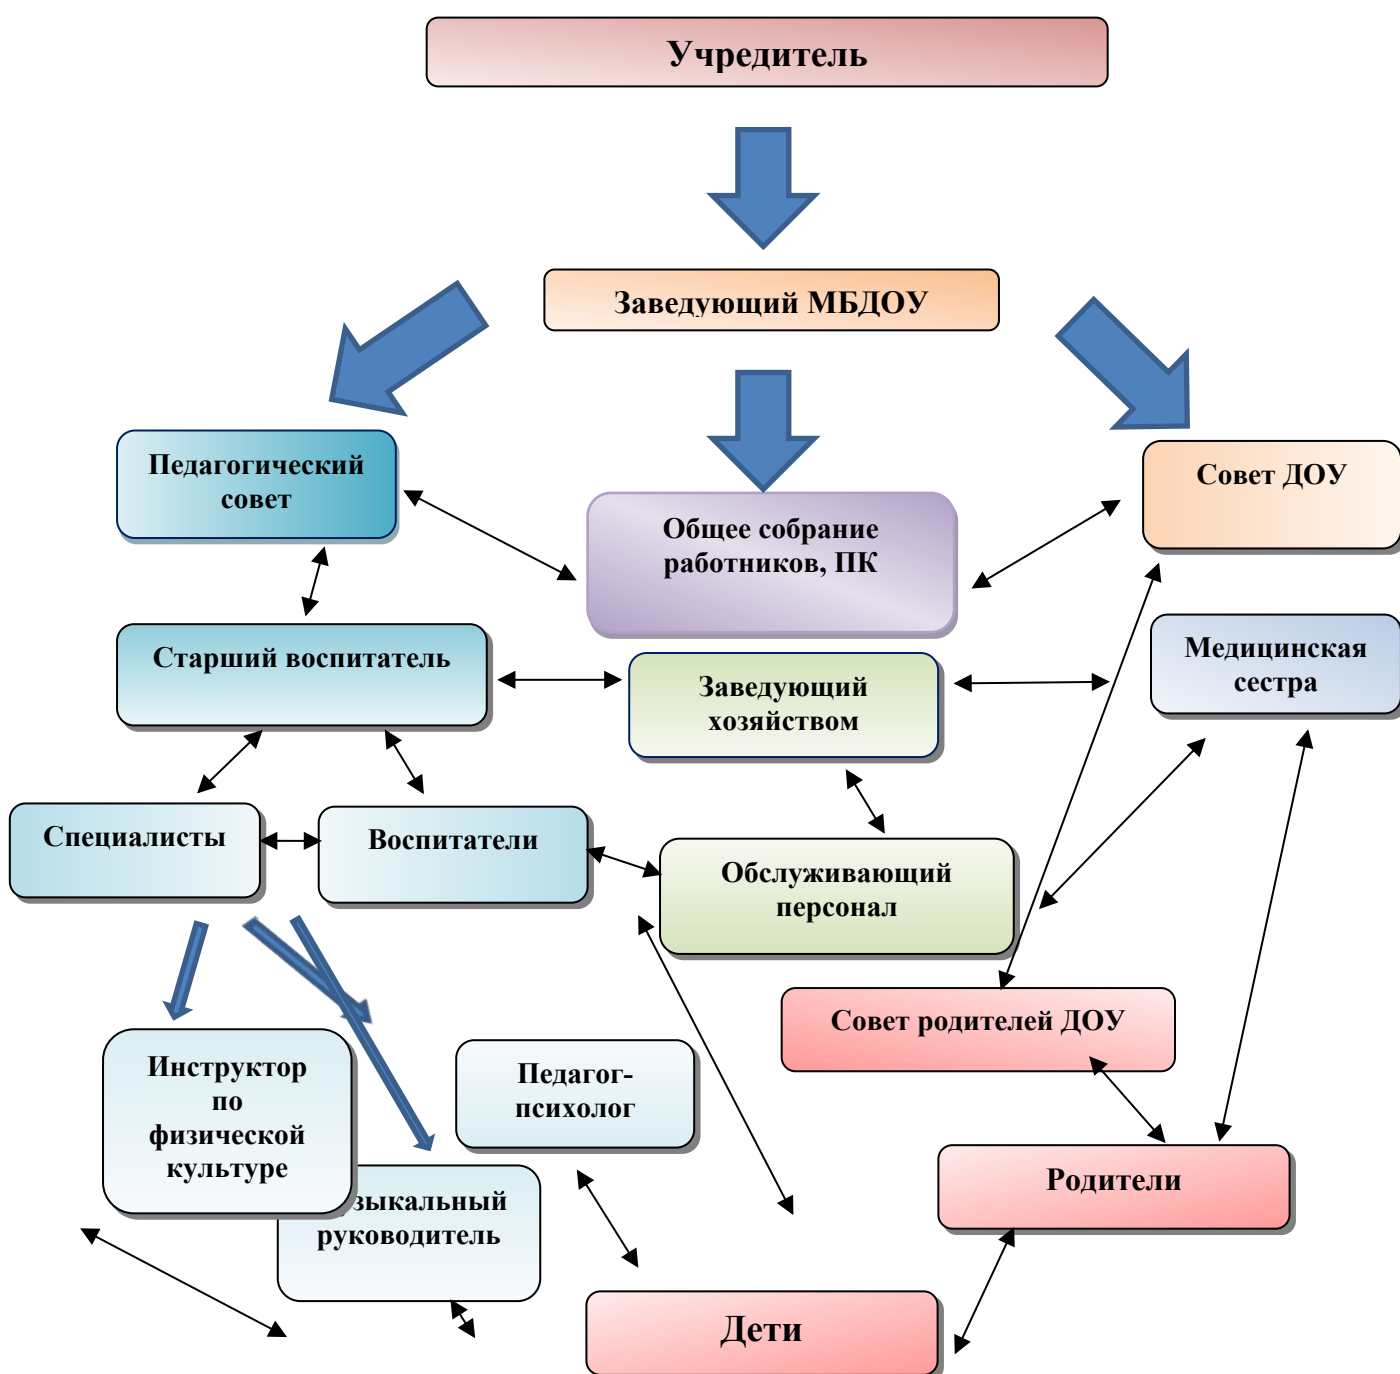 Учредитель
Заведующий МБДОУ
Педагогический
совет
Совет ДОУ
Общее собрание
работников, ПК
Старший воспитатель
Заведующий
хозяйством
Медицинская
сестра
Специалисты
Воспитатели
Обслуживающий
персонал
Совет родителей ДОУ
Инструктор
по
физической
культуре
Педагог-
психолог
зыкальный
руководитель
Родители
Дети